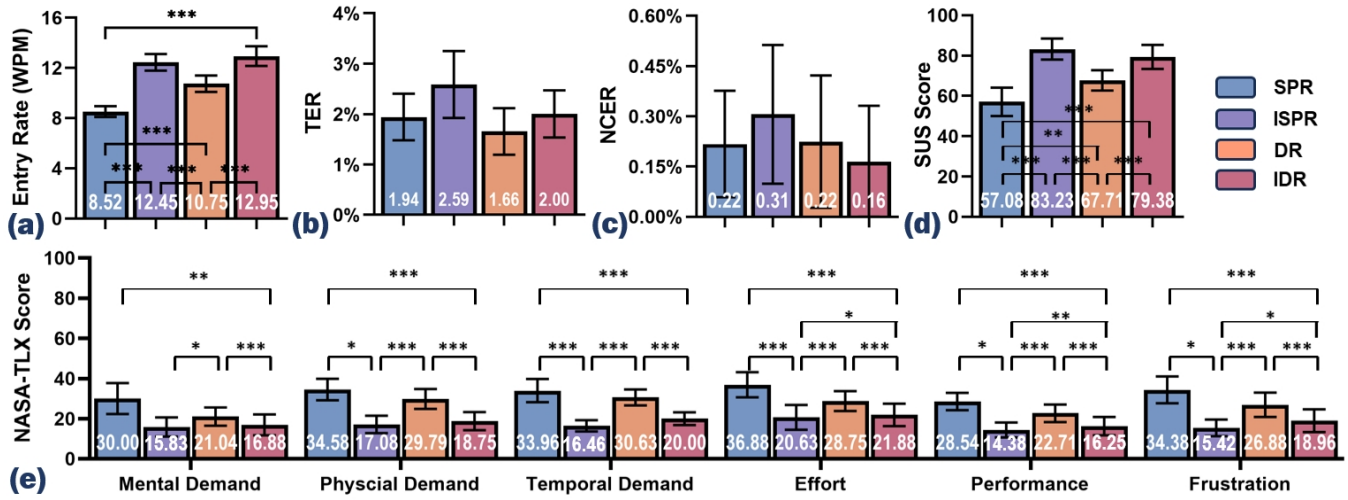 (a)
Entry Rate (WPM)
16
12
8
4
0
***
***
*** *** ***
8.52 12.45 10.75 12.95
(b)
TER
4%
3%
2%
1%
0%
1.94 2.59 1.66 2.00
(c)
NCER
0.60%
0.45%
0.30%
0.15%
0.00%
0.22 0.31 0.22 0.16
(d)
SUS Score
100
80
60
40
20
0
***
**
*** *** ***
57.08 83.23 67.71 79.38
SPR
ISPR
DR
IDR
(e)
NASA-TLX Score
100
80
60
40
20
0
**
* ***
30.00 15.83 21.04 16.88
Mental Demand
***
* *** ***
34.58 17.08 29.79 18.75
Physcial Demand
***
*** *** ***
33.96 16.46 30.63 20.00
Temporal Demand
***
*
*** *** ***
36.88 20.63 28.75 21.88
Effort
***
**
* *** ***
28.54 14.38 22.71 16.25
Performance
***
*
* *** ***
34.38 15.42 26.88 18.96
Frustration